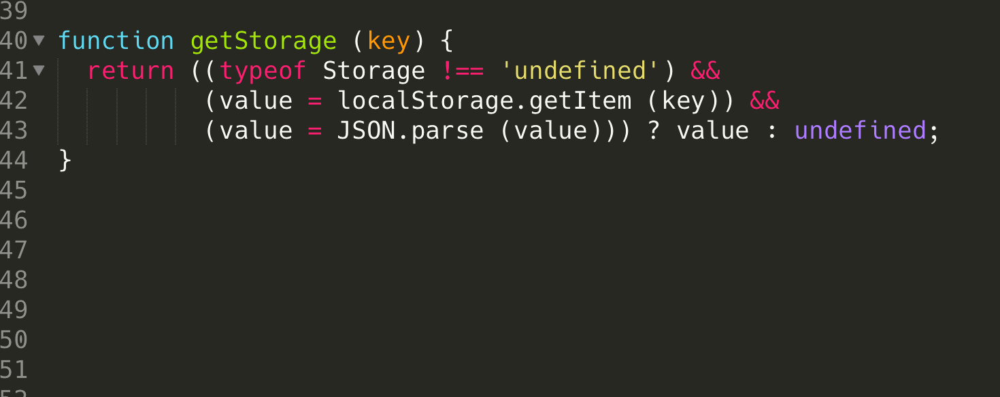 39
40 function getStorage (key) {
41   return ((typeof Storage !== 'undefined') &&
42           (value = localStorage.getItem (key)) &&
43           (value = JSON.parse (value))) ? value : undefined;
44 }
45
46
47
48
49
50
51
52